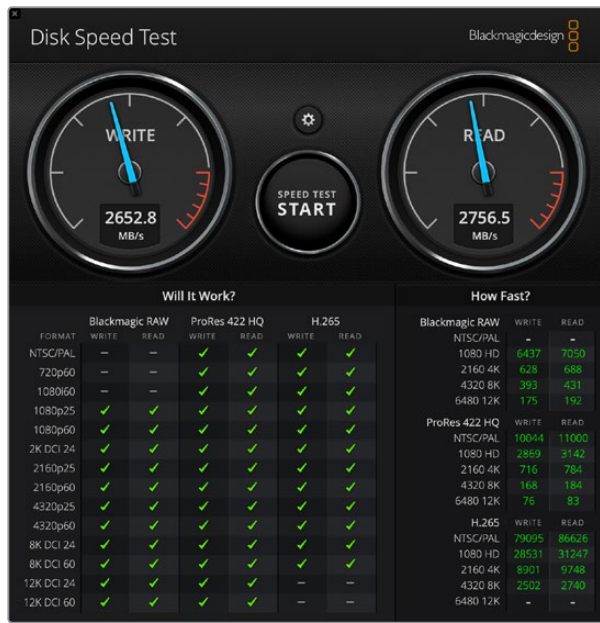 Disk Speed Test
Blackmagicdesign
WRITE
2652.8
MB/s
SPEED TEST
START
READ
2756.5
MB/s
Will It Work?
Blackmagic RAW ProRes 422 HQ H.265
FORMAT WRITE READ WRITE READ WRITE READ
NTSC/PAL – – ✓ ✓ ✓ ✓
720p60 – – ✓ ✓ ✓ ✓
1080i60 – – ✓ ✓ ✓ ✓
1080p25 ✓ ✓ ✓ ✓ ✓ ✓
1080p60 ✓ ✓ ✓ ✓ ✓ ✓
2K DCI 24 ✓ ✓ ✓ ✓ ✓ ✓
2160p25 ✓ ✓ ✓ ✓ ✓ ✓
2160p60 ✓ ✓ ✓ ✓ ✓ ✓
4320p25 ✓ ✓ ✓ ✓ ✓ ✓
4320p60 ✓ ✓ ✓ ✓ ✓ ✓
8K DCI 24 ✓ ✓ ✓ ✓ ✓ ✓
8K DCI 60 ✓ ✓ ✓ ✓ ✓ ✓
12K DCI 24 ✓ ✓ ✓ ✓ – –
12K DCI 60 ✓ ✓ ✓ ✓ – –
How Fast?
Blackmagic RAW WRITE READ
NTSC/PAL - -
1080 HD 6437 7050
2160 4K 628 688
4320 8K 393 431
6480 12K 175 192
ProRes 422 HQ WRITE READ
NTSC/PAL 10044 11000
1080 HD 2869 3142
2160 4K 716 784
4320 8K 168 184
6480 12K 76 83
H.265 WRITE READ
NTSC/PAL 79095 86626
1080 HD 28531 31247
2160 4K 8901 9748
4320 8K 2502 2740
6480 12K - -